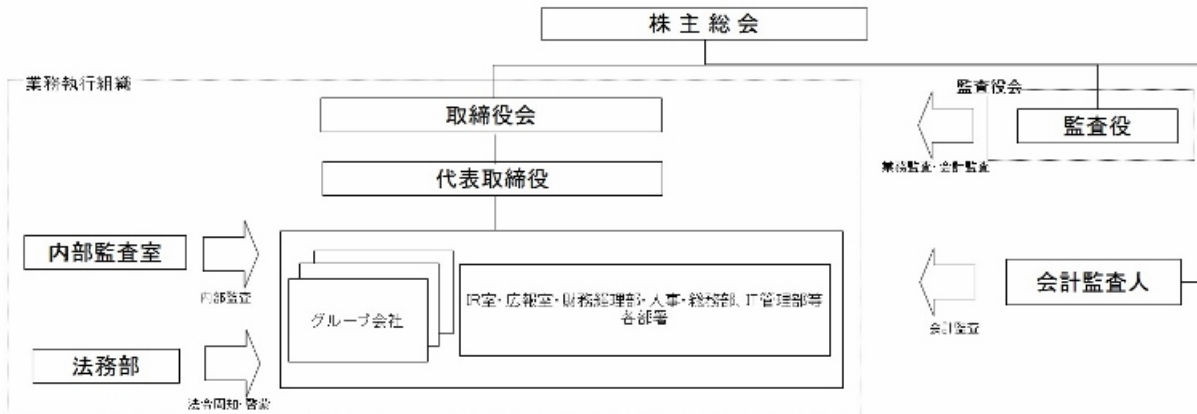 株主総会
業務執行組織
監査役会
取締役会
監査役
業務監査・会計監査
代表取締役
内部監査室
内部監査
会計監査人
会計監査
IR室・広報室・財務経理部・人事・総務部、IT管理部等
各部署
グループ会社
法務部
法令周知・啓蒙